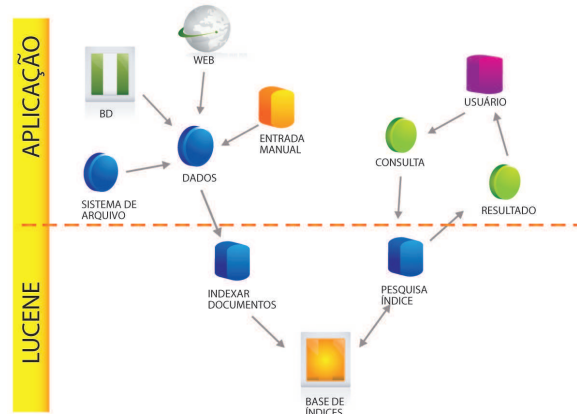 APLICAÇÃO
WEB
BD
ENTRADA
MANUAL
DADOS
SISTEMA DE
ARQUIVO
USUÁRIO
CONSULTA
RESULTADO
LUCENE
INDEXAR
DOCUMENTOS
PESQUISA
ÍNDICE
BASE DE
ÍNDICES